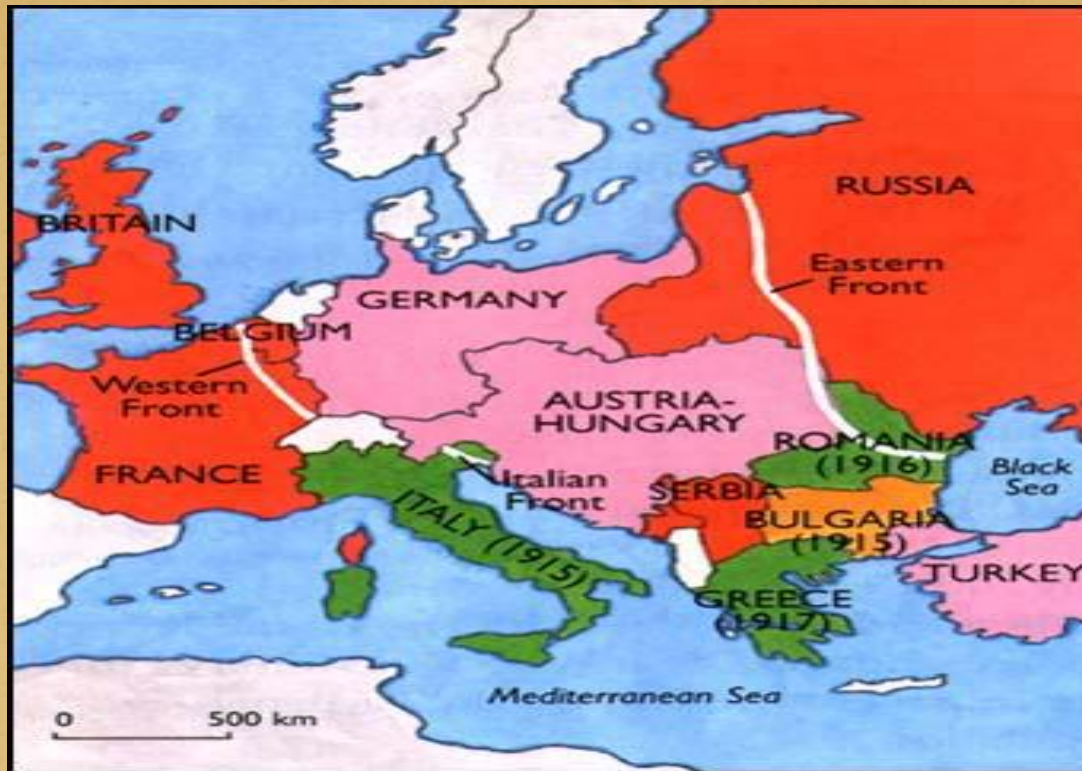 RUSSIA
BRITAIN
Eastern
Front
GERMANY
BELGIUM
Western
Front
AUSTRIA-
HUNGARY
ROMANIA
(1916)
Black
Sea
FRANCE
Italian
Front
SERBIA
ITALY (1915)
BULGARIA
(1915)
TURKEY
GREECE
(1917)
Mediterranean Sea
0 500 km